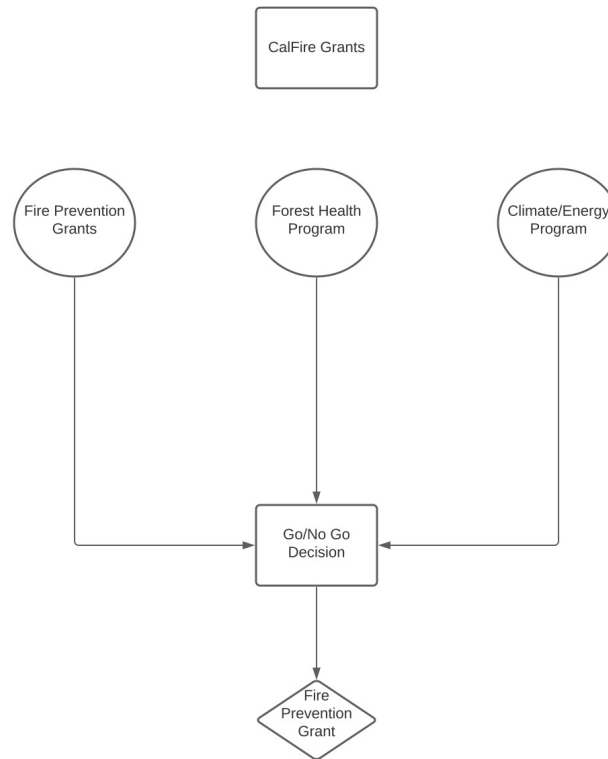 CalFire Grants
Fire Prevention
Grants
Forest Health
Program
Climate/Energy
Program
Go/No Go
Decision
Fire
Prevention
Grant